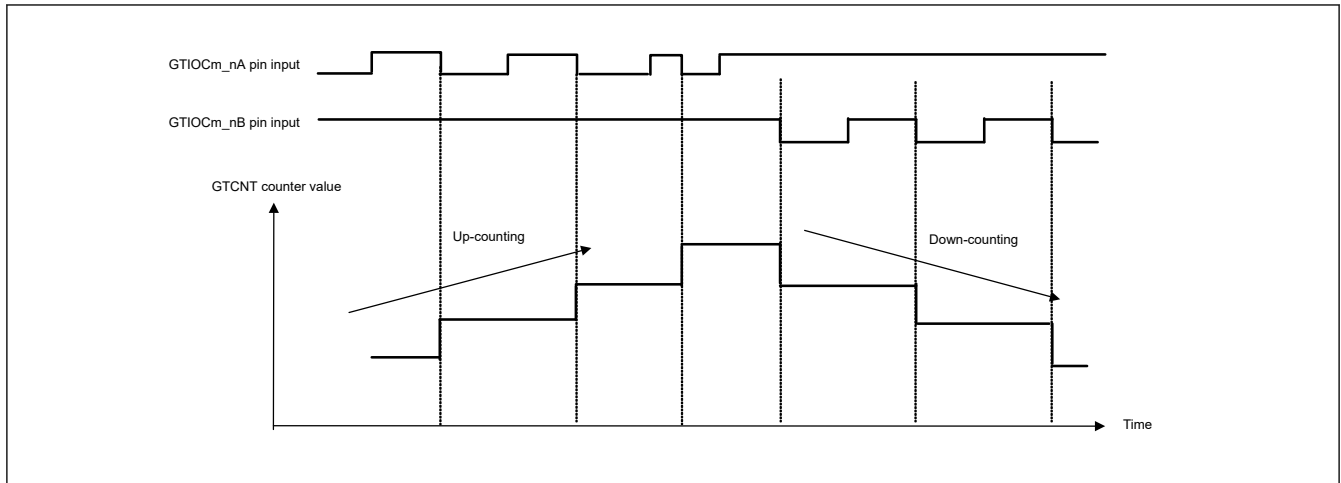 GTIOCm_nA pin input
GTIOCm_nB pin input
GTCNT counter value
Up-counting
Down-counting
Time